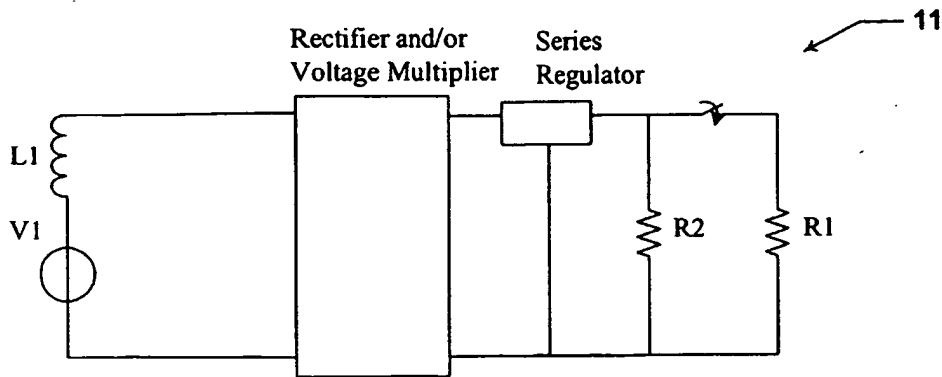 11
Rectifier and/or
Voltage Multiplier
Series
Regulator
L1
V1
R2
R1